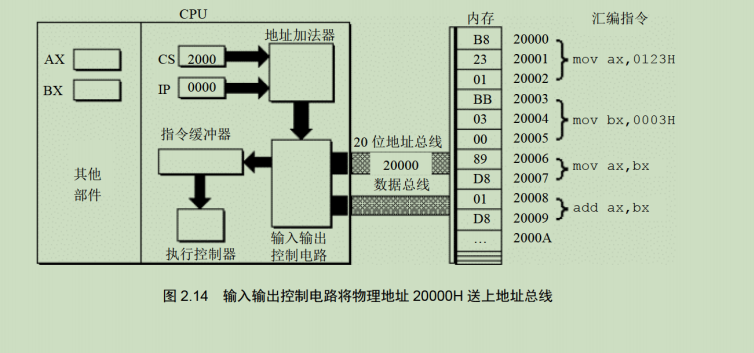 CPU
内存
汇编指令
地址加法器
AX
BX
CS 2000
IP 0000
指令缓冲器
其他
部件
执行控制器
输入输出
控制电路
20位地址总线
20000
数据总线
B8 20000
23 20001 mov ax,0123H
01 20002
BB 20003
03 20004 mov bx,0003H
00 20005
89 20006 mov ax,bx
D8 20007
01 20008 add ax,bx
D8 20009
… 2000A
图 2.14 输入输出控制电路将物理地址 20000H 送上地址总线